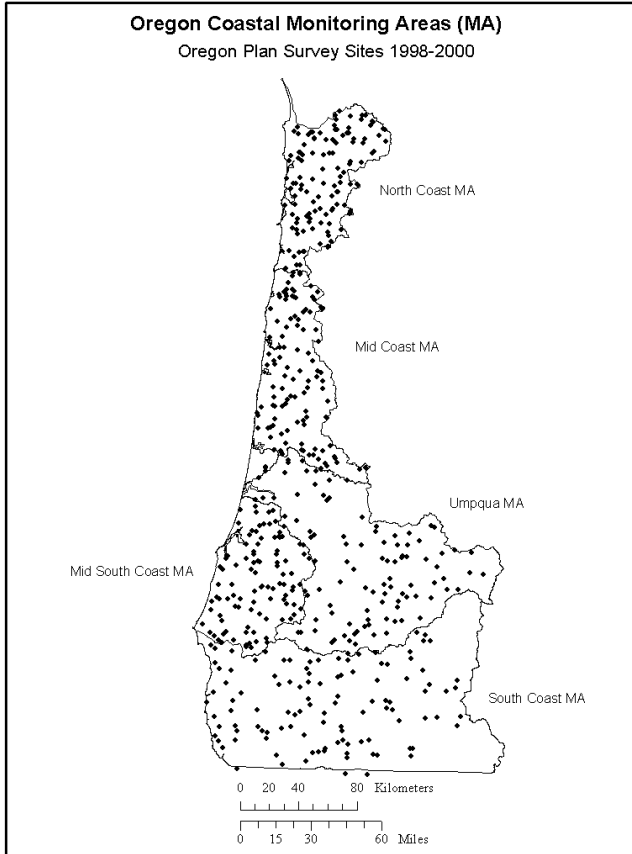 Oregon Coastal Monitoring Areas (MA)
Oregon Plan Survey Sites 1998-2000
North Coast MA
Mid Coast MA
Umpqua MA
Mid South Coast MA
South Coast MA
0 20 40 80 Kilometers
0 15 30 60 Miles